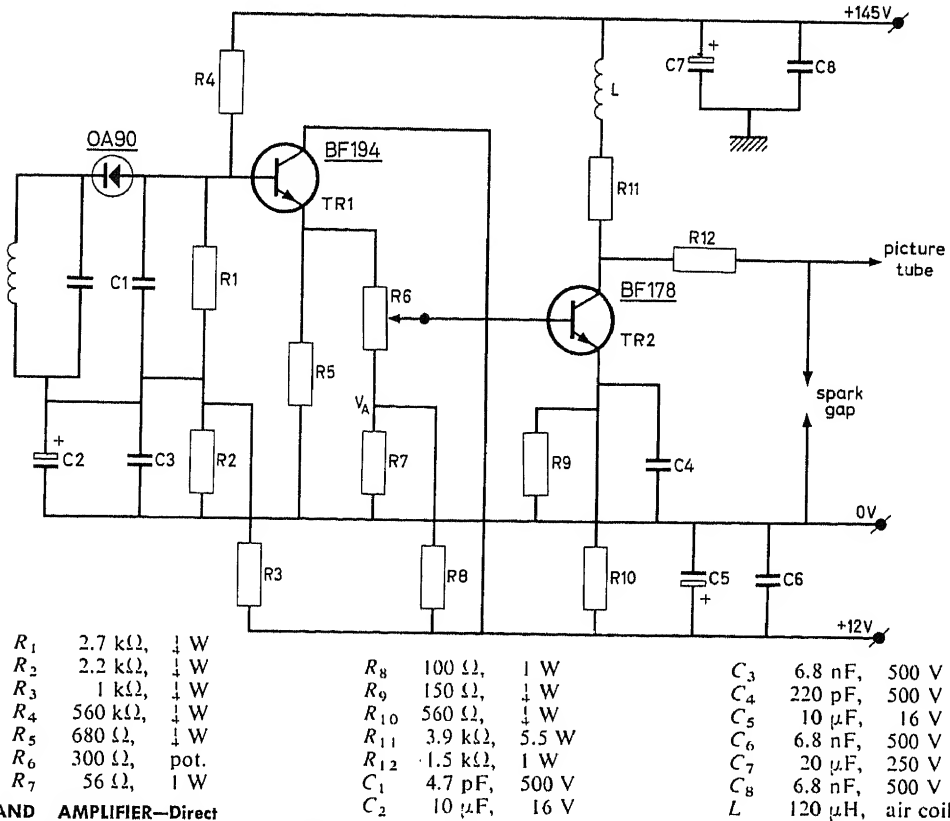 +145V
R4
L
C7
+
C8
OA90
BF194
TR1
R11
R12
picture
tube
C1
R1
R6
BF178
TR2
R5
spark
gap
VA
+
C2
C3
R2
R7
R9
C4
0V
R3
R8
R10
C5
+
C6
+12V
R1 2.7 kΩ, ¼ W
R2 2.2 kΩ, ¼ W
R3 1 kΩ, ¼ W
R4 560 kΩ, ¼ W
R5 680 Ω, ¼ W
R6 300 Ω, pot.
R7 56 Ω, 1 W
R8 100 Ω, 1 W
R9 150 Ω, ¼ W
R10 560 Ω, ¼ W
R11 3.9 kΩ, 5.5 W
R12 1.5 kΩ, 1 W
C1 4.7 pF, 500 V
C2 10 μF, 16 V
C3 6.8 nF, 500 V
C4 220 pF, 500 V
C5 10 μF, 16 V
C6 6.8 nF, 500 V
C7 20 μF, 250 V
C8 6.8 nF, 500 V
L 120 μH, air coil
AND AMPLIFIER—Direct